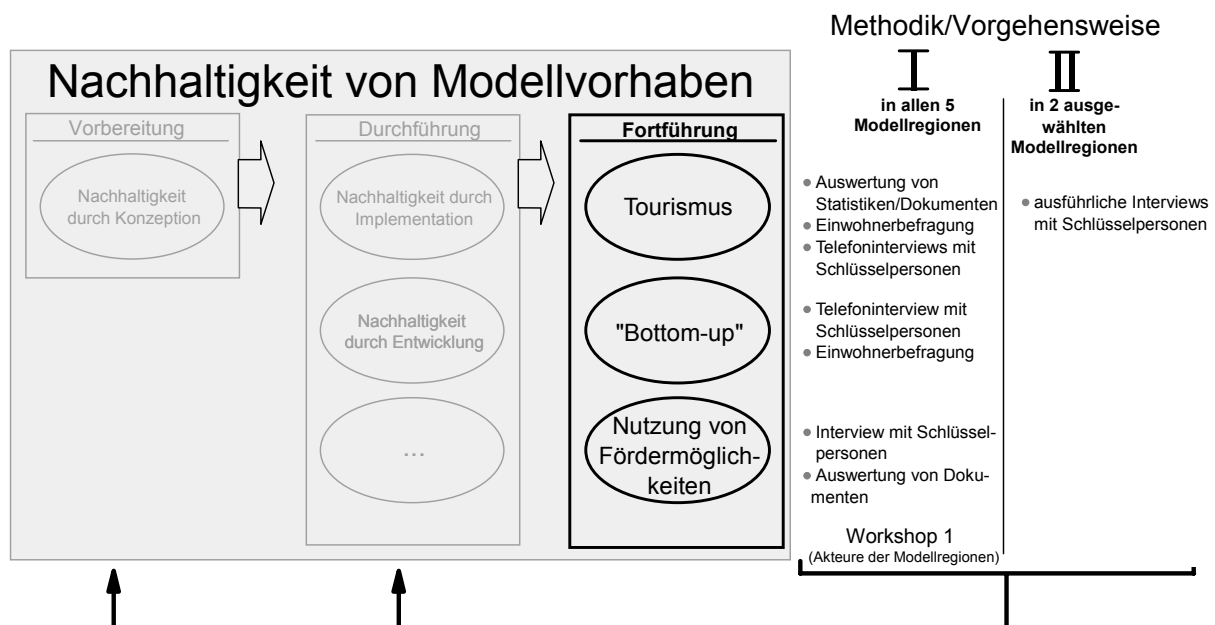 Methodik/Vorgehensweise
Nachhaltigkeit von Modellvorhaben
Vorbereitung
Nachhaltigkeit
durch Konzeption
Durchführung
Nachhaltigkeit durch
Implementation
Nachhaltigkeit
durch Entwicklung
...
Fortführung
Tourismus
"Bottom-up"
Nutzung von
Fördermöglich-
keiten
I
in allen 5
Modellregionen
• Auswertung von
Statistiken/Dokumenten
• Einwohnerbefragung
• Telefoninterviews mit
Schlüsselpersonen
• Telefoninterview mit
Schlüsselpersonen
• Einwohnerbefragung
• Interview mit Schlüssel-
personen
• Auswertung von Doku-
menten
Workshop 1
(Akteure der Modellregionen)
II
in 2 ausge-
wählten
Modellregionen
• ausführliche Interviews
mit Schlüsselpersonen